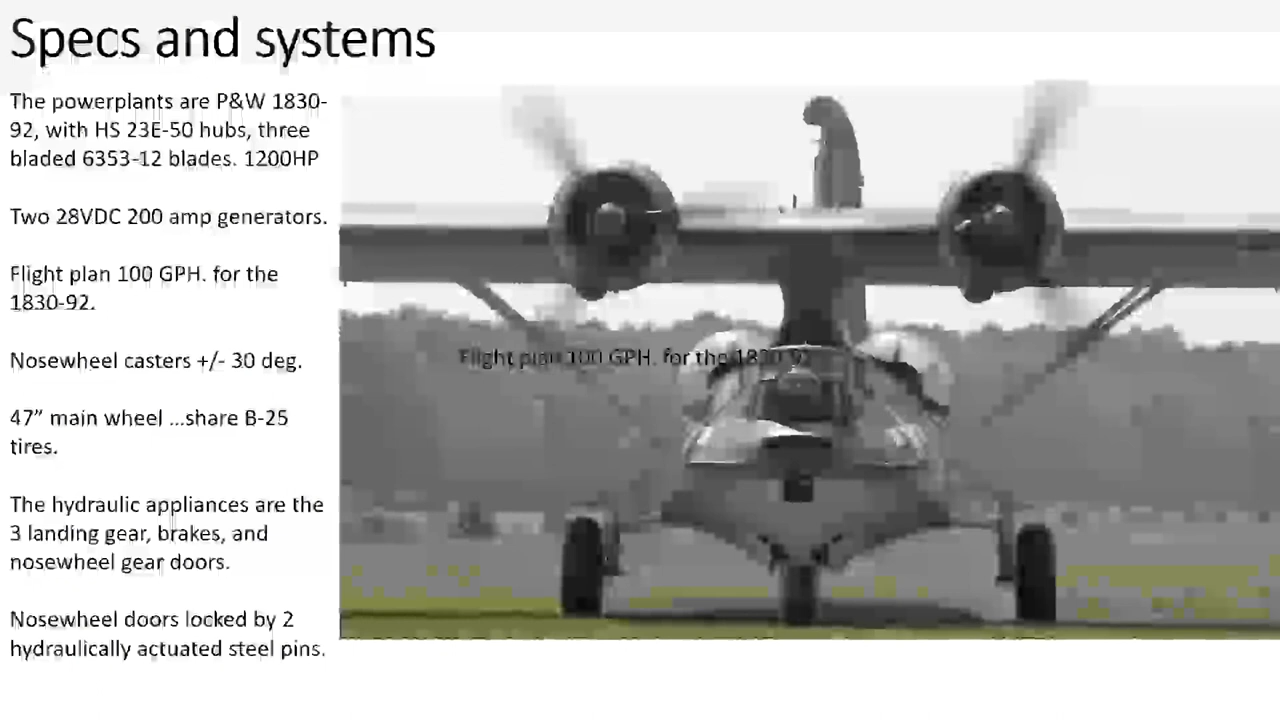 Specs and systems
The powerplants are P&W 1830-
92, with HS 23E-50 hubs, three
bladed 6353-12 blades. 1200HP
Two 28VDC 200 amp generators.
Flight plan 100 GPH. for the
1830-92.
Nosewheel casters +/- 30 deg.
47” main wheel ...share B-25
tires.
The hydraulic appliances are the
3 landing gear, brakes, and
nosewheel gear doors.
Nosewheel doors locked by 2
hydraulically actuated steel pins.
Flight plan 100 GPH. for the